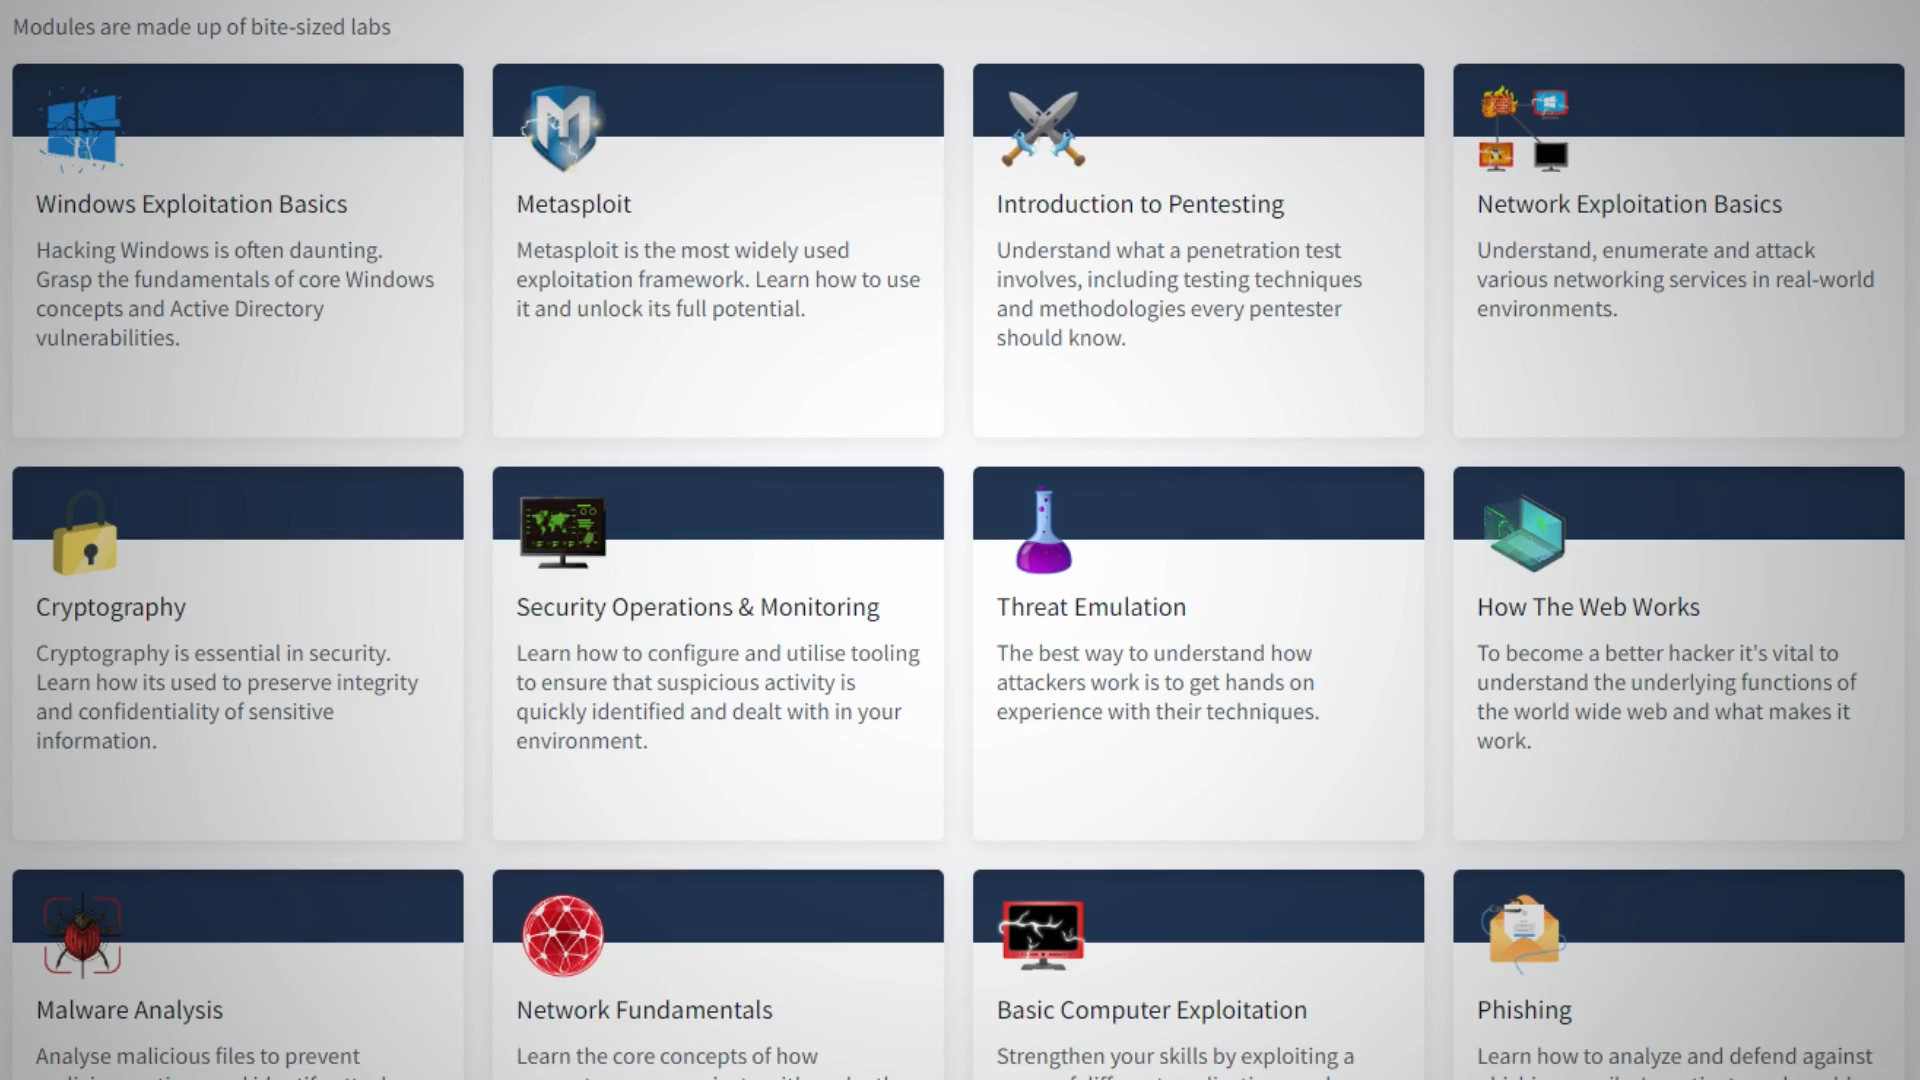 Modules are made up of bite-sized labs
Windows Exploitation Basics
Hacking Windows is often daunting.
Grasp the fundamentals of core Windows
concepts and Active Directory
vulnerabilities.
Metasploit
Metasploit is the most widely used
exploitation framework. Learn how to use
it and unlock its full potential.
Introduction to Pentesting
Understand what a penetration test
involves, including testing techniques
and methodologies every pentester
should know.
Network Exploitation Basics
Understand, enumerate and attack
various networking services in real-world
environments.
Cryptography
Cryptography is essential in security.
Learn how its used to preserve integrity
and confidentiality of sensitive
information.
Security Operations & Monitoring
Learn how to configure and utilise tooling
to ensure that suspicious activity is
quickly identified and dealt with in your
environment.
Threat Emulation
The best way to understand how
attackers work is to get hands on
experience with their techniques.
How The Web Works
To become a better hacker it's vital to
understand the underlying functions of
the world wide web and what makes it
work.
Malware Analysis
Analyse malicious files to prevent
Network Fundamentals
Learn the core concepts of how
Basic Computer Exploitation
Strengthen your skills by exploiting a
Phishing
Learn how to analyze and defend against